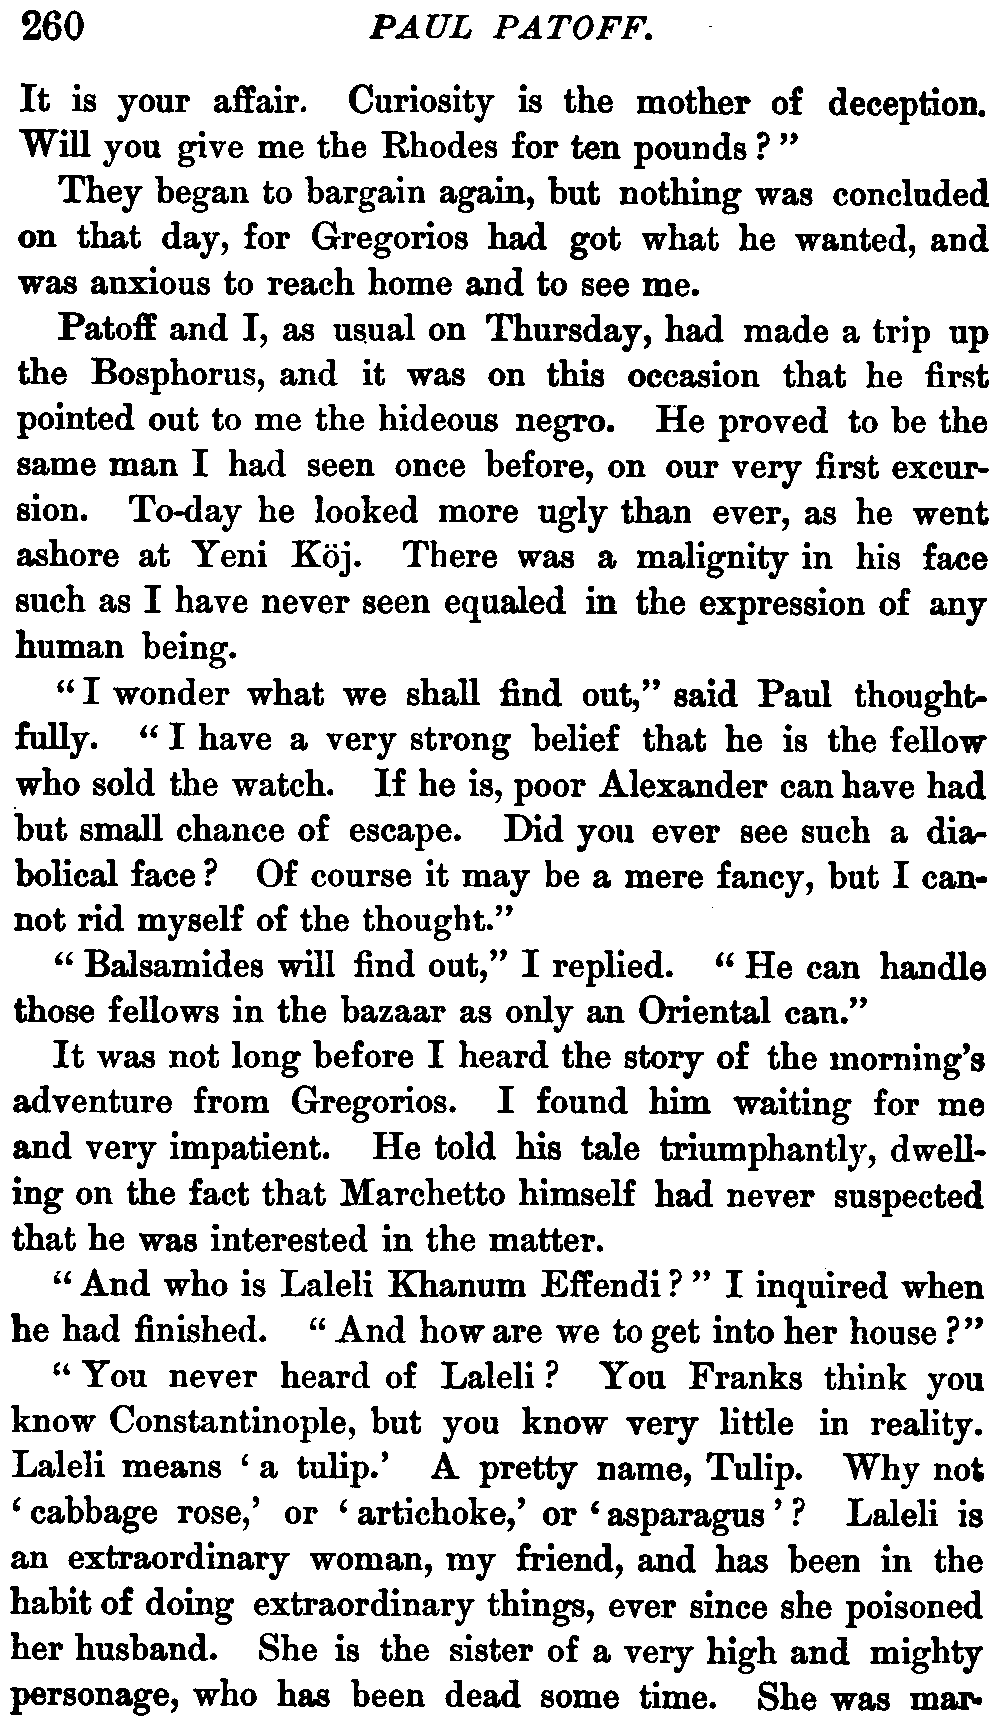 260 PAUL PATOFF.
It is your affair. Curiosity is the mother of deception.
Will you give me the Rhodes for ten pounds ? "
They began to bargain again, but nothing was concluded
on that day, for Gregorios had got what he wanted, and
was anxious to reach home and to see me.
Patoff and I, as usual on Thursday, had made a trip up
the Bosphorus, and it was on this occasion that he first
pointed out to me the hideous negro. He proved to be the
same man I had seen once before, on our very first excur-
sion. To-day he looked more ugly than ever, as he went
ashore at Yeni Köj. There was a malignity in his face
such as I have never seen equaled in the expression of any
human being.
" I wonder what we shall find out," said Paul thought-
fully. " I have a very strong belief that he is the fellow
who sold the watch. If he is, poor Alexander can have had
but small chance of escape. Did you ever see such a dia-
bolical face ? Of course it may be a mere fancy, but I can-
not rid myself of the thought."
" Balsamides will find out," I replied. " He can handle
those fellows in the bazaar as only an Oriental can."
It was not long before I heard the story of the morning's
adventure from Gregorios. I found him waiting for me
and very impatient. He told his tale triumphantly, dwell-
ing on the fact that Marchetto himself had never suspected
that he was interested in the matter.
" And who is Laleli Khanum Effendi ? " I inquired when
he had finished. " And how are we to get into her house ?"
" You never heard of Laleli ? You Franks think you
know Constantinople, but you know very little in reality.
Laleli means ' a tulip.' A pretty name, Tulip. Why not
' cabbage rose,' or ' artichoke,' or ' asparagus ' ? Laleli is
an extraordinary woman, my friend, and has been in the
habit of doing extraordinary things, ever since she poisoned
her husband. She is the sister of a very high and mighty
personage, who has been dead some time. She was mar-